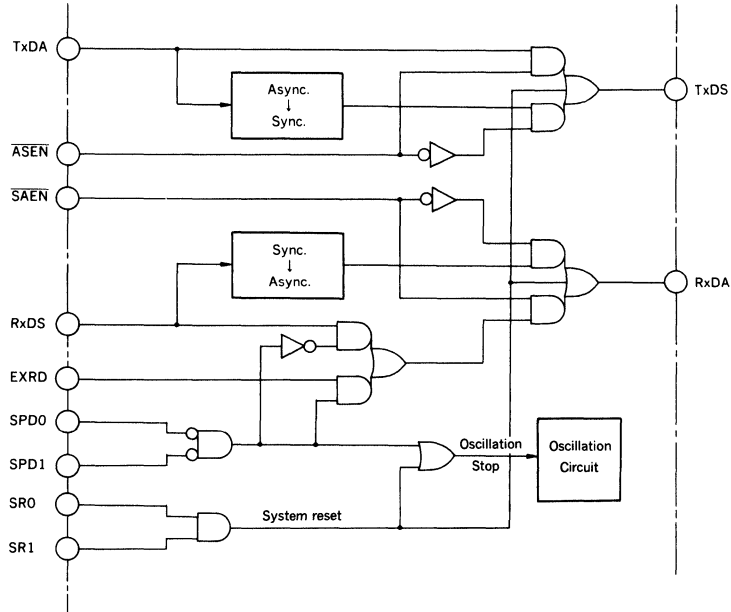 TxDA
Async.
↓
Sync.
TxDS
ASEN
SAEN
Sync.
↓
Async.
RxDA
RxDS
EXRD
SPD0
Oscillation
Stop
Oscillation
Circuit
SPD1
SR0
System reset
SR1